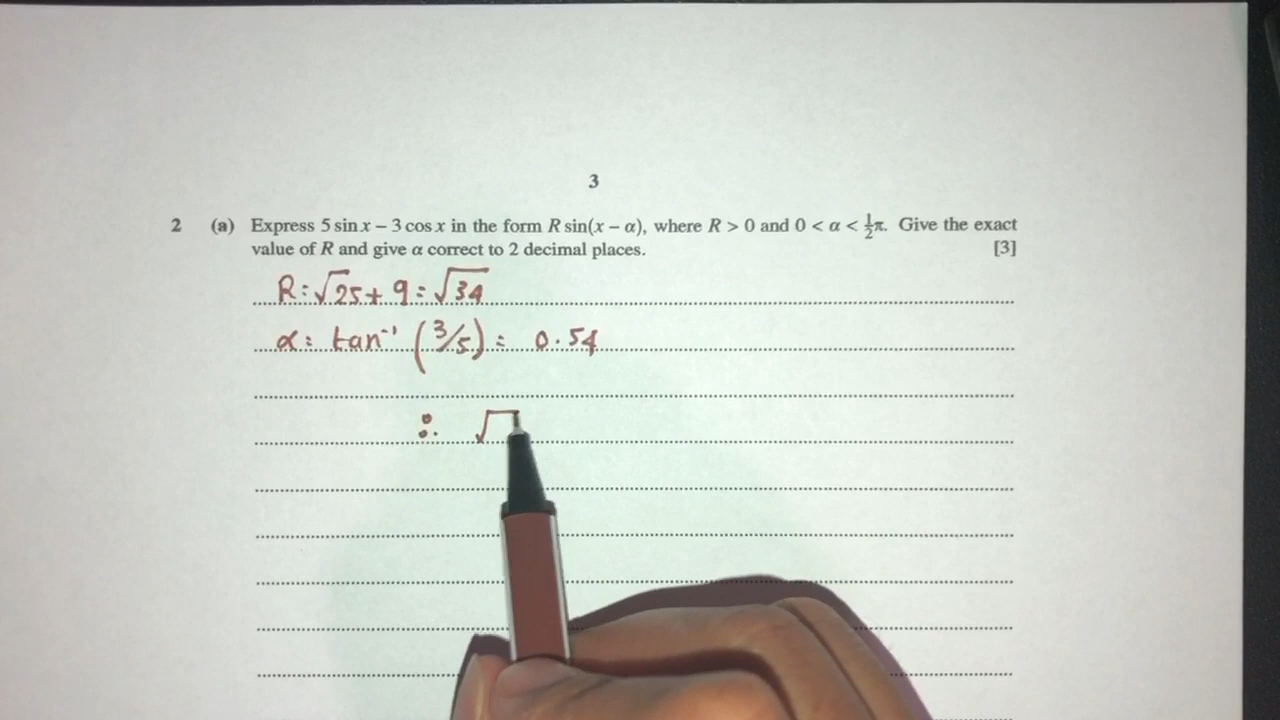 3
2 (a) Express 5 sin x − 3 cos x in the form R sin(x − α), where R > 0 and 0 < α < ½π. Give the exact
value of R and give α correct to 2 decimal places. [3]
R = √25 + 9 = √34
α = tan⁻¹ (3/5) = 0.54
∴ √